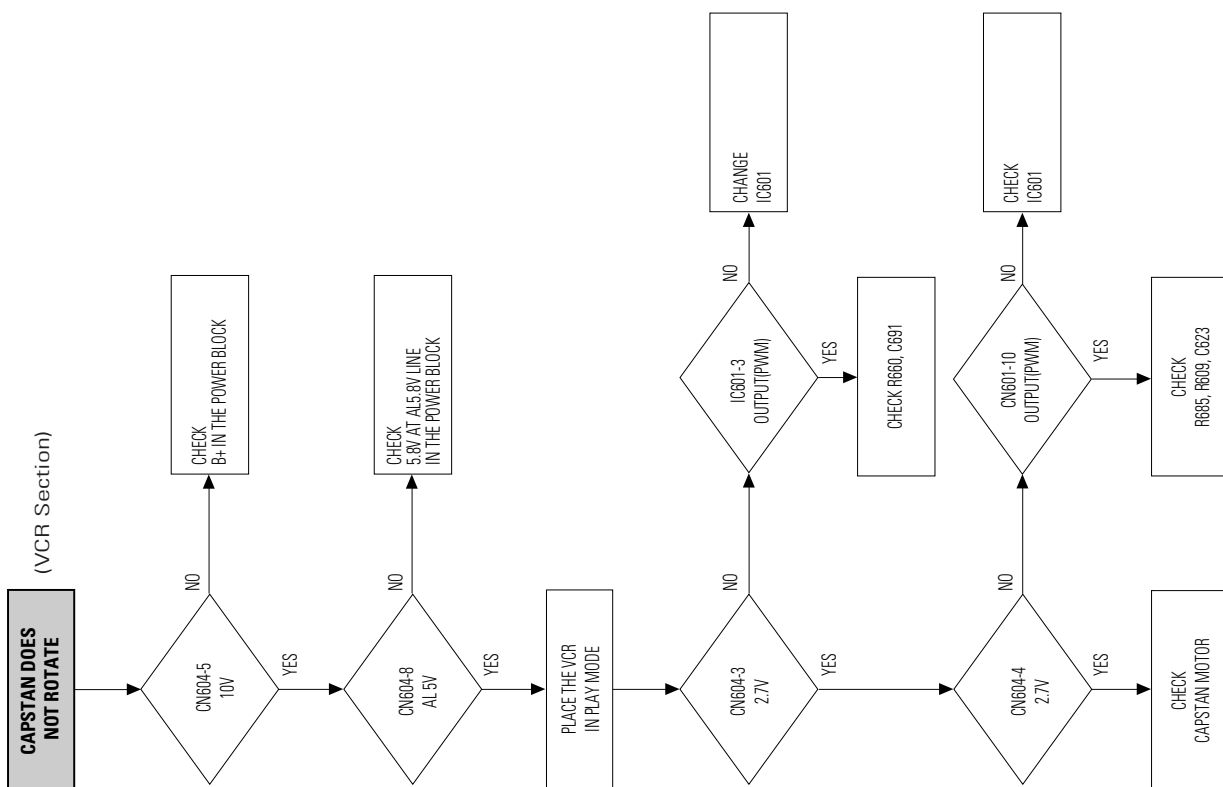 CAPSTAN DOES
NOT ROTATE
(VCR Section)
CN604-5
10V
NO
CHECK
B+ IN THE POWER BLOCK
YES
CN604-8
AL 5V
NO
CHECK
5.8V AT AL5.8V LINE
IN THE POWER BLOCK
YES
PLACE THE VCR
IN PLAY MODE
CN604-3
2.7V
NO
IC601-3
OUTPUT(PWM)
NO
CHANGE
IC601
YES
CHECK R660, C691
YES
CN604-4
2.7V
NO
CN601-10
OUTPUT(PWM)
NO
CHECK
IC601
YES
CHECK
R685, R609, C623
YES
CHECK
CAPSTAN MOTOR